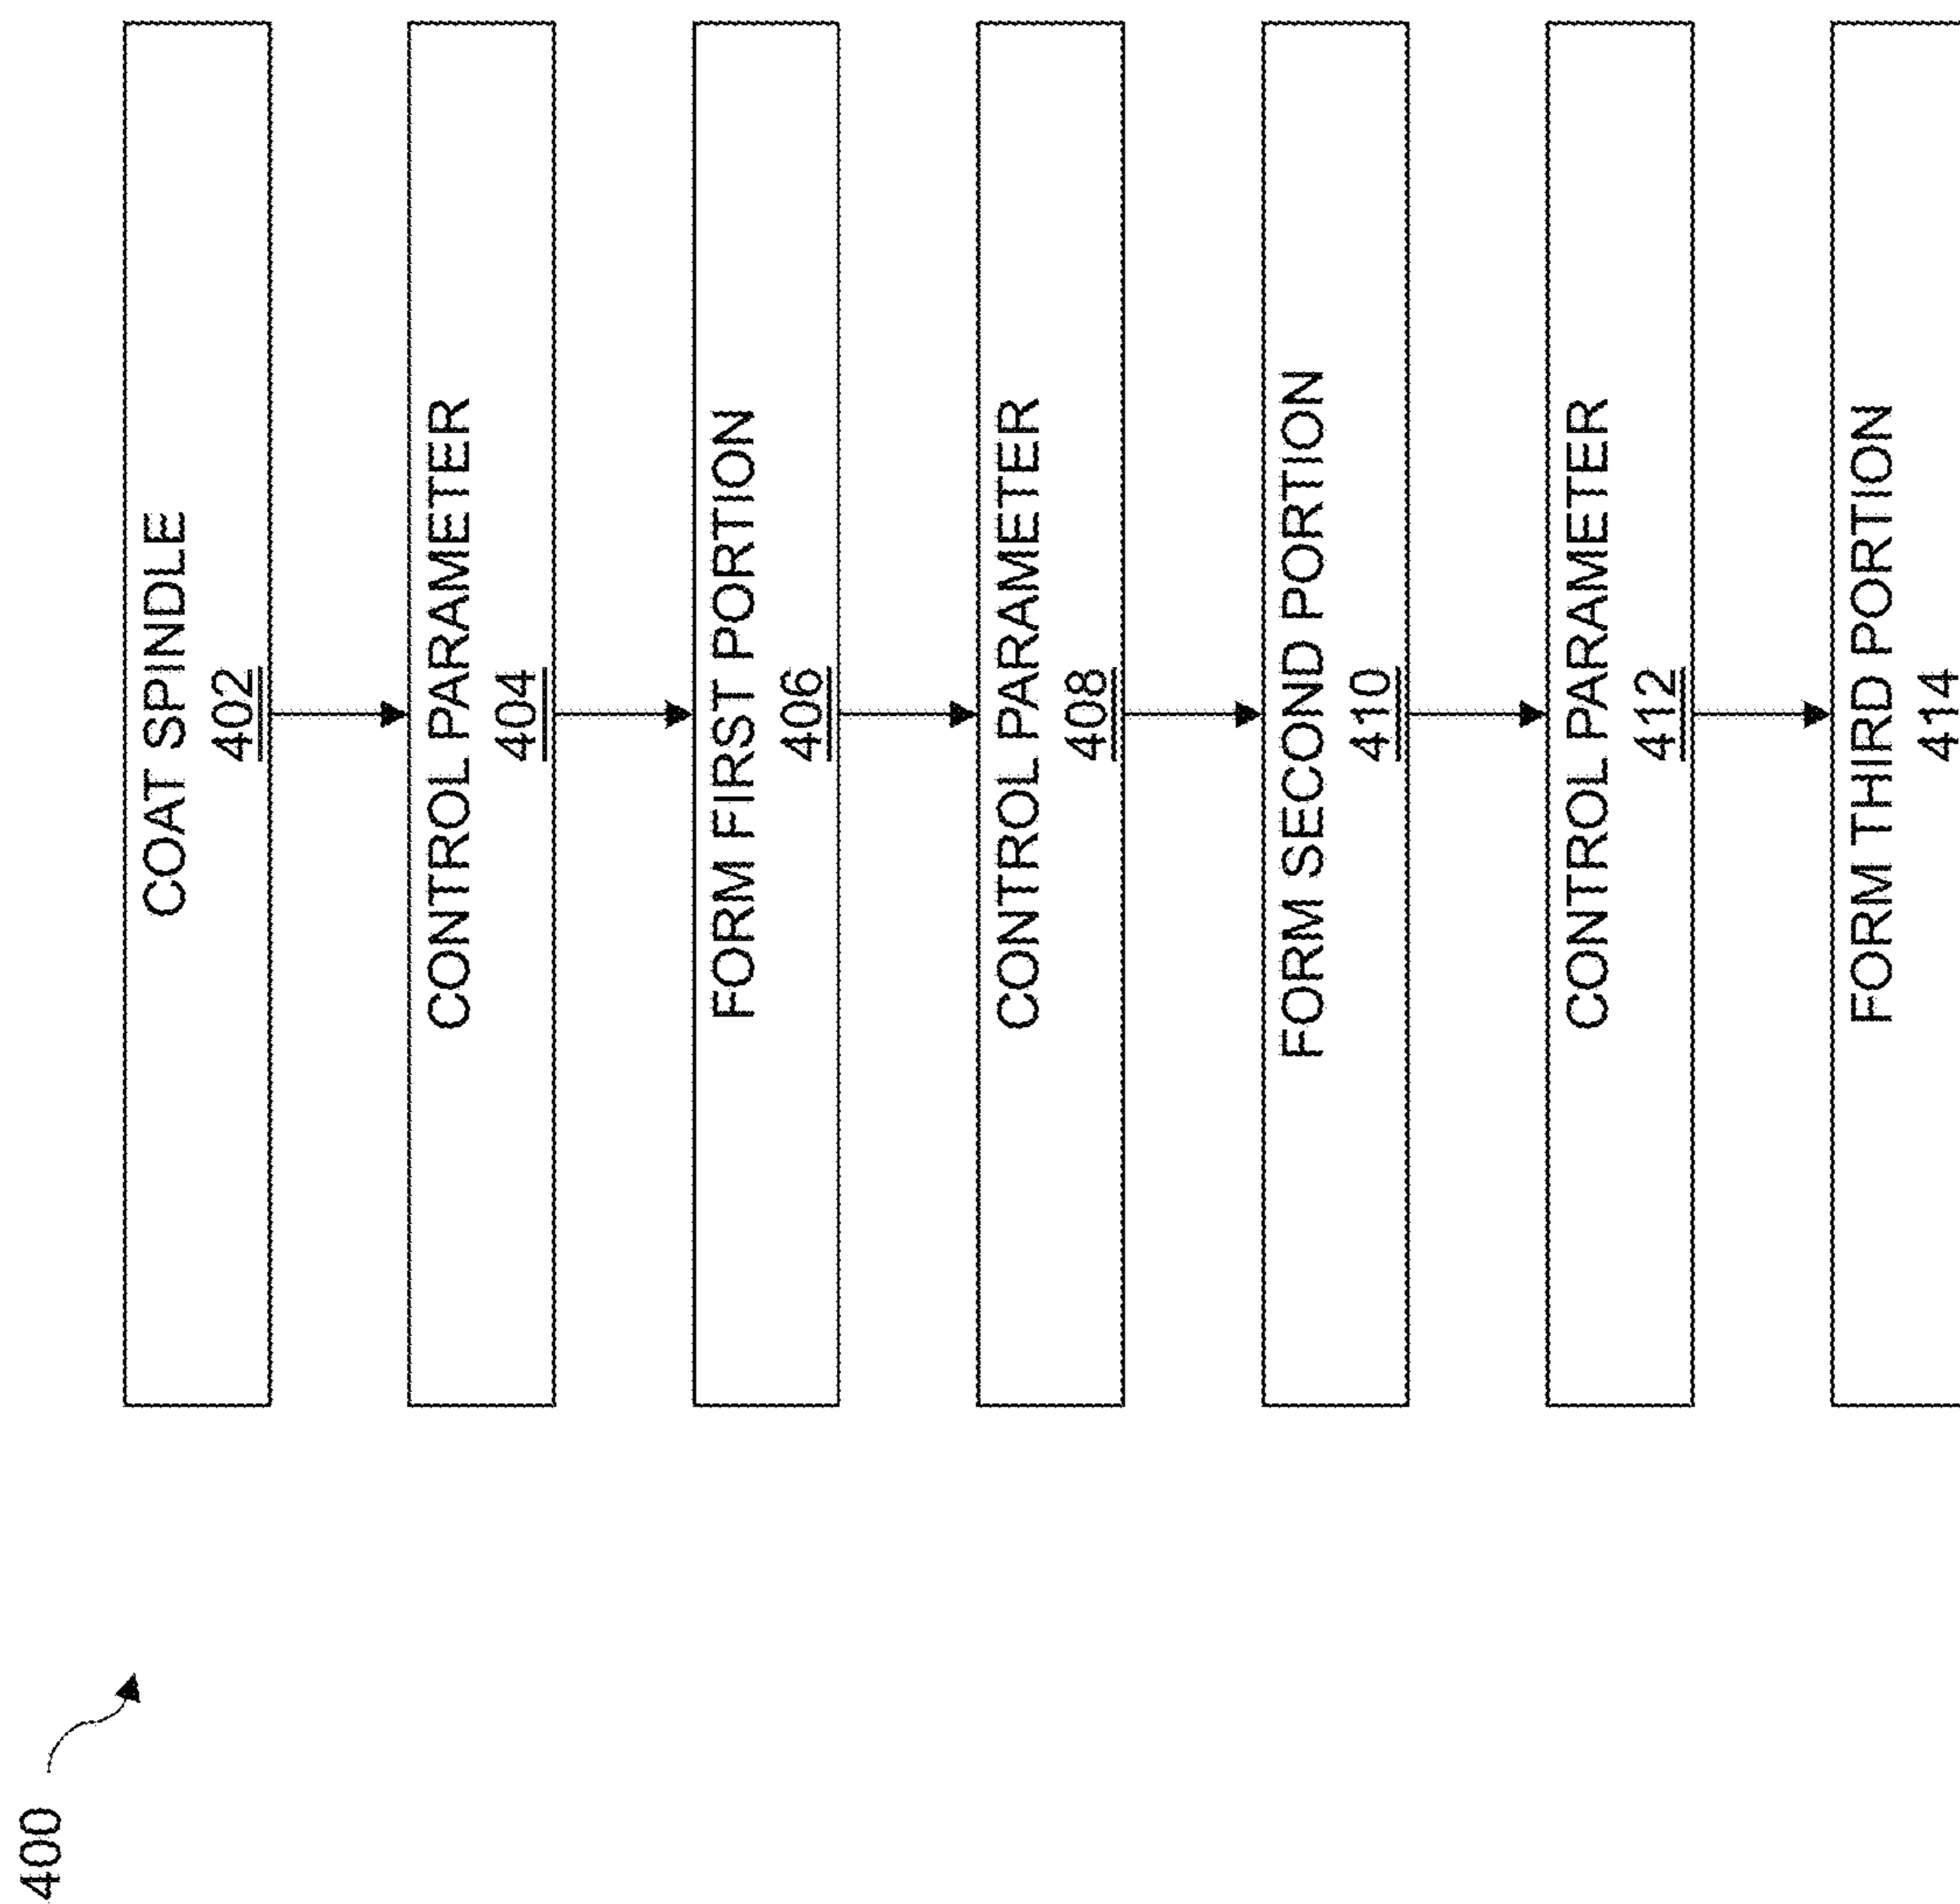 400
COAT SPINDLE
402
CONTROL PARAMETER
404
FORM FIRST PORTION
406
CONTROL PARAMETER
408
FORM SECOND PORTION
410
CONTROL PARAMETER
412
FORM THIRD PORTION
414